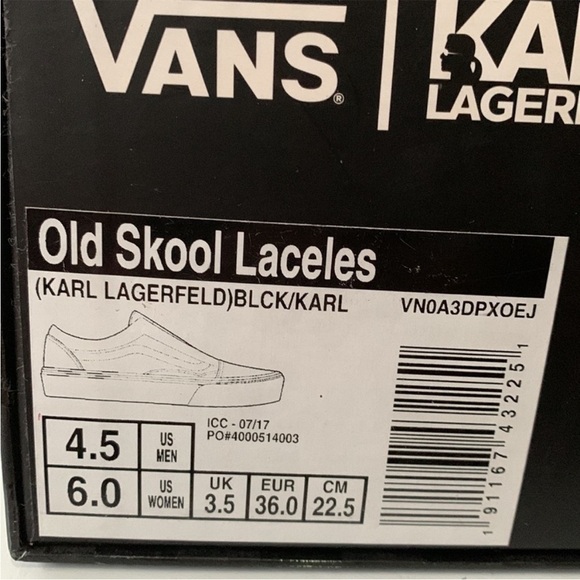 VANS®
KA
LAGERF
Old Skool Laceles
(KARL LAGERFELD)BLCK/KARL VN0A3DPXOEJ
ICC - 07/17
PO#4000514003
4.5 US MEN
6.0 US WOMEN
UK 3.5
EUR 36.0
CM 22.5
1 91167 43225 1